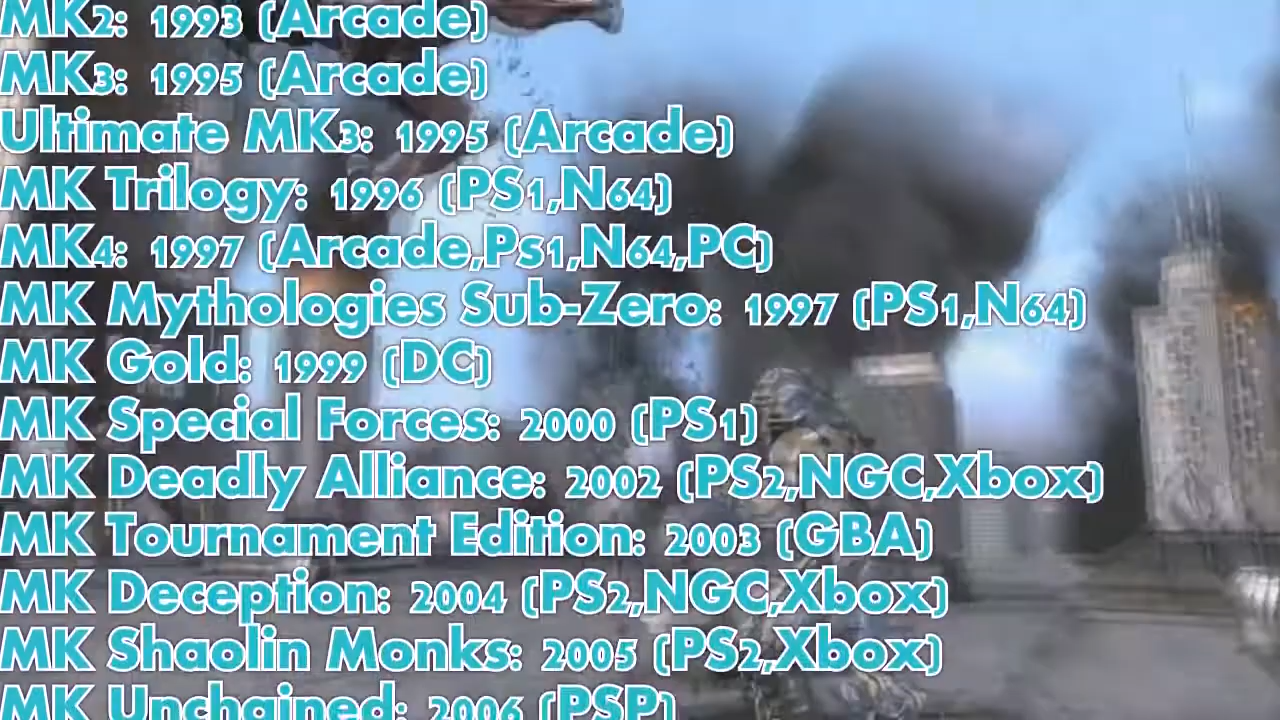 MK2: 1993 (Arcade)
MK3: 1995 (Arcade)
Ultimate MK3: 1995 (Arcade)
MK Trilogy: 1996 (PS1,N64)
MK4: 1997 (Arcade,Ps1,N64,PC)
MK Mythologies Sub-Zero: 1997 (PS1,N64)
MK Gold: 1999 (DC)
MK Special Forces: 2000 (PS1)
MK Deadly Alliance: 2002 (PS2,NGC,Xbox)
MK Tournament Edition: 2003 (GBA)
MK Deception: 2004 (PS2,NGC,Xbox)
MK Shaolin Monks: 2005 (PS2,Xbox)
MK Unchained: 2006 (PSP)